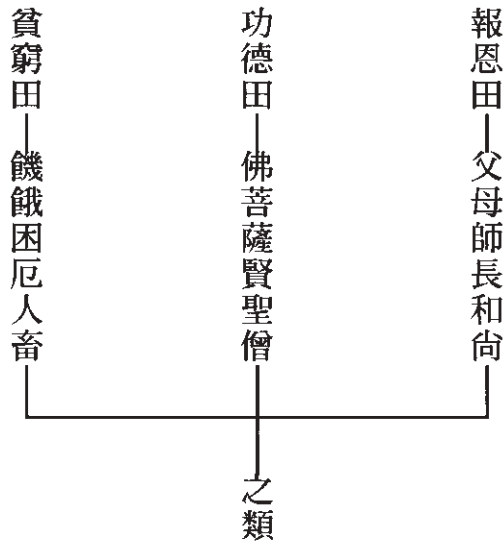 報恩田
父母師長和尙
功德田
佛菩薩賢聖僧
貧窮田
饑餓困厄人畜
之類